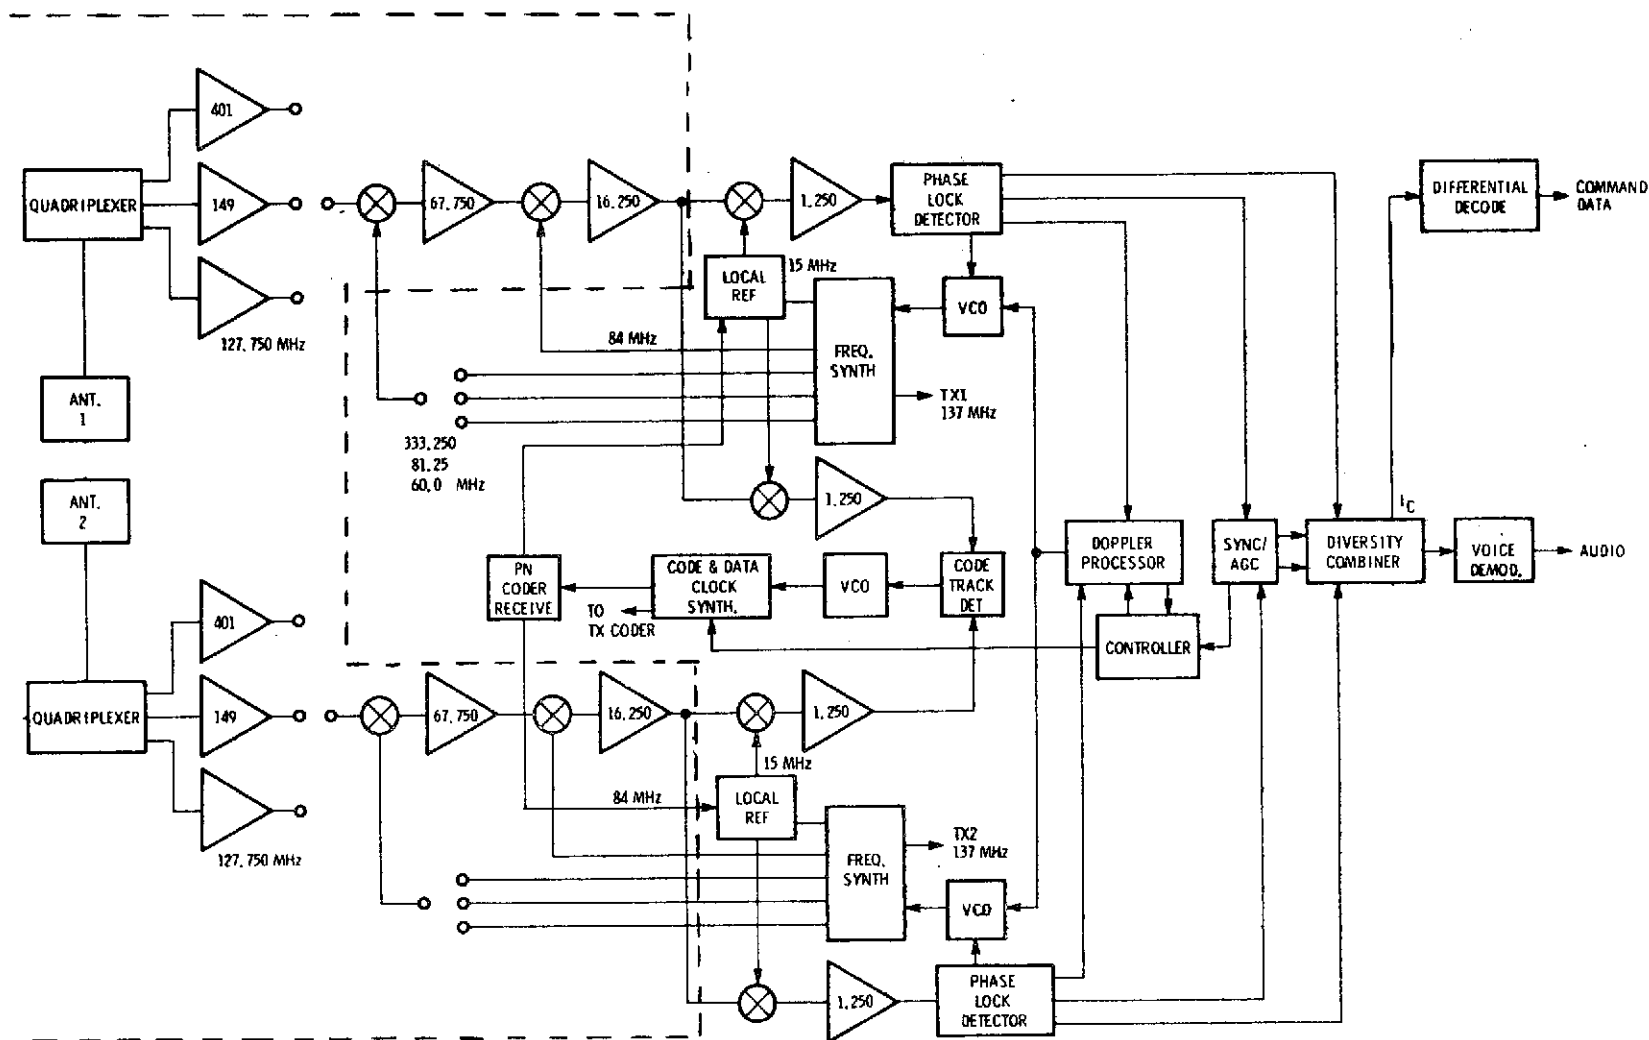 401
QUADRIPLEXER
149
127.750 MHz
ANT.
1
67.750
16.250
1.250
PHASE
LOCK
DETECTOR
DIFFERENTIAL
DECODE
COMMAND
DATA
LOCAL
REF
15 MHz
VCO
84 MHz
FREQ.
SYNTH
TX1
137 MHz
333.250
81.25
60.0 MHz
1.250
ANT.
2
PN
CODER
RECEIVE
CODE & DATA
CLOCK
SYNTH.
TO
TX CODER
VCO
CODE
TRACK
DET
DOPPLER
PROCESSOR
CONTROLLER
SYNC/
AGC
DIVERSITY
COMBINER
IC
VOICE
DEMOD.
AUDIO
401
QUADRIPLEXER
149
127.750 MHz
67.750
16.250
1.250
15 MHz
84 MHz
LOCAL
REF
FREQ.
SYNTH
TX2
137 MHz
VCO
1.250
PHASE
LOCK
DETECTOR